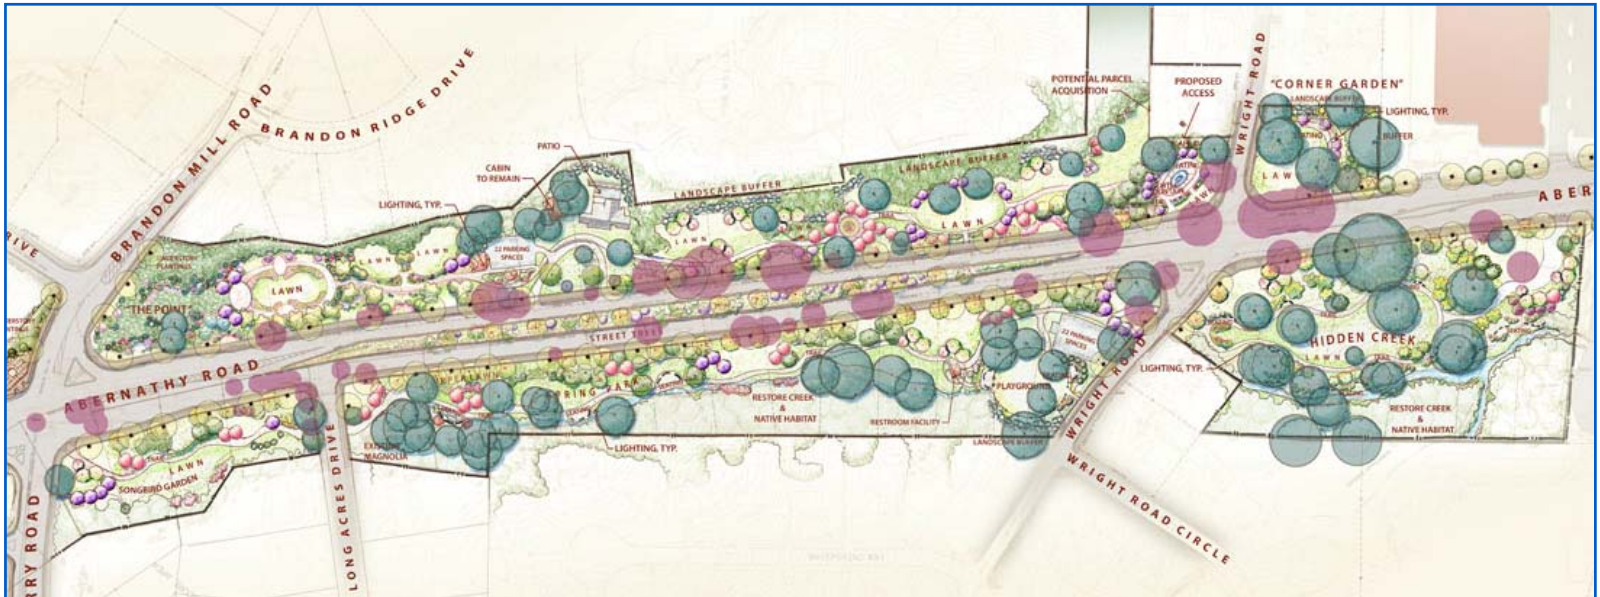 BRANDON MILL ROAD
BRANDON RIDGE DRIVE
PATIO
CABIN
TO REMAIN
LIGHTING, TYP.
22 PARKING
SPACES
LANDSCAPE BUFFER
LANDSCAPE BUFFER
POTENTIAL PARCEL
ACQUISITION
PROPOSED
ACCESS
WRIGHT ROAD
"CORNER GARDEN"
LANDSCAPE BUFFER
LIGHTING, TYP.
BUFFER
LAWN
LAWN
LAWN
LAWN
LAWN
"THE POINT"
ABER
STREET TREES
ABERNATHY ROAD
SPRING PARK
22 PARKING
SPACES
PLAYGROUND
HIDDEN CREEK
LAWN
TRAIL
LIGHTING, TYP.
RESTORE CREEK
&
NATIVE HABITAT
RESTROOM FACILITY
RESTORE CREEK
&
NATIVE HABITAT
EXISTING
MAGNOLIA
LIGHTING, TYP.
LANDSCAPE BUFFER
WRIGHT ROAD
LAWN
SONGBIRD GARDEN
LONG ACRES DRIVE
RRY ROAD
WRIGHT ROAD CIRCLE